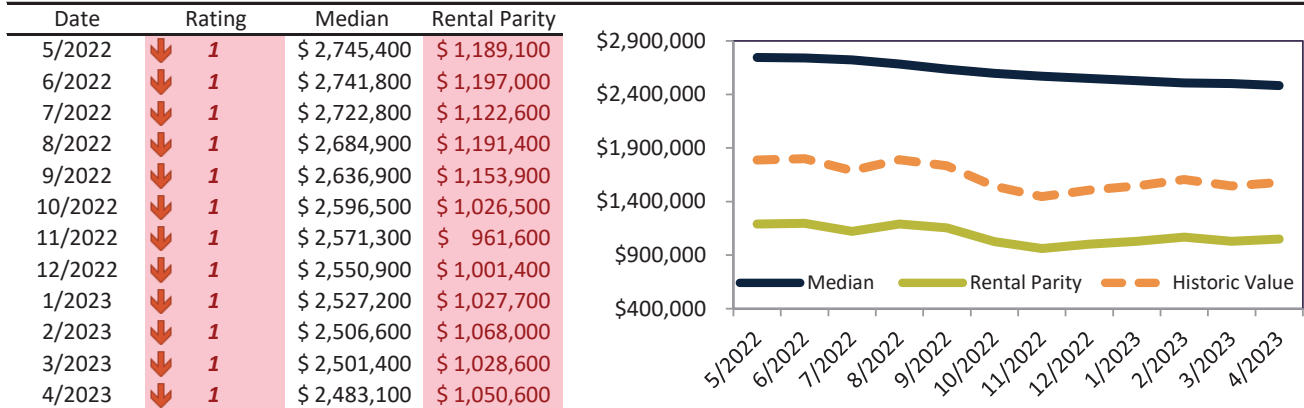 Date Rating Median Rental Parity
5/2022 1 $ 2,745,400 $ 1,189,100
6/2022 1 $ 2,741,800 $ 1,197,000
7/2022 1 $ 2,722,800 $ 1,122,600
8/2022 1 $ 2,684,900 $ 1,191,400
9/2022 1 $ 2,636,900 $ 1,153,900
10/2022 1 $ 2,596,500 $ 1,026,500
11/2022 1 $ 2,571,300 $ 961,600
12/2022 1 $ 2,550,900 $ 1,001,400
1/2023 1 $ 2,527,200 $ 1,027,700
2/2023 1 $ 2,506,600 $ 1,068,000
3/2023 1 $ 2,501,400 $ 1,028,600
4/2023 1 $ 2,483,100 $ 1,050,600
$2,900,000
$2,400,000
$1,900,000
$1,400,000
$900,000
$400,000
Median Rental Parity Historic Value
5/2022 6/2022 7/2022 8/2022 9/2022 10/2022 11/2022 12/2022 1/2023 2/2023 3/2023 4/2023